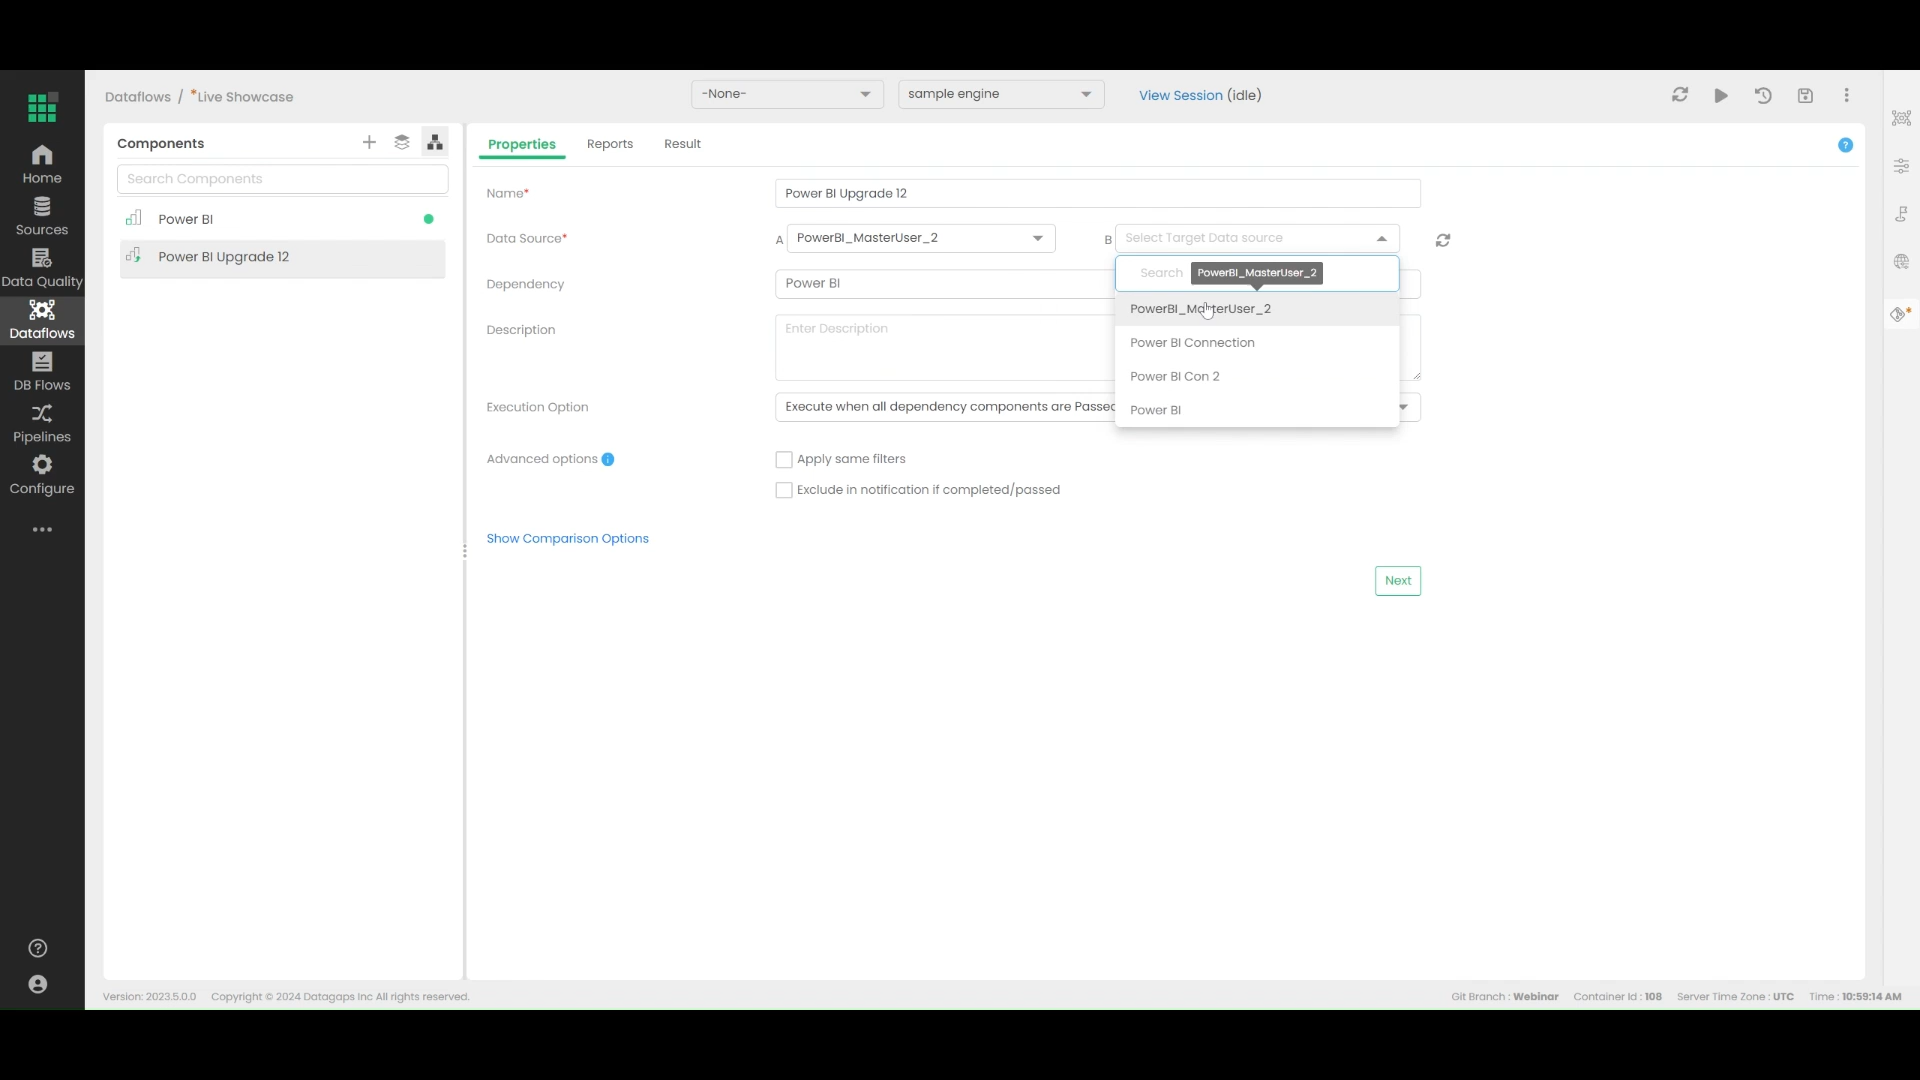 Dataflows / *Live Showcase
-None-
sample engine
View Session (idle)
Home
Sources
Data Quality
Dataflows
DB Flows
Pipelines
Configure
Components
Search Components
Power BI
Power BI Upgrade 12
Properties
Reports
Result
?
Name*
Power BI Upgrade 12
Data Source*
A
PowerBI_MasterUser_2
B
Select Target Data source
Search
PowerBI_MasterUser_2
PowerBI_MasterUser_2
Power BI Connection
Power BI Con 2
Power BI
Dependency
Power BI
Description
Enter Description
Execution Option
Execute when all dependency components are Passed
Advanced options
Apply same filters
Exclude in notification if completed/passed
Show Comparison Options
Next
Version: 2023.5.0.0
Copyright © 2024 Datagaps Inc All rights reserved.
Git Branch : Webinar
Container Id : 108
Server Time Zone : UTC
Time : 10:59:14 AM